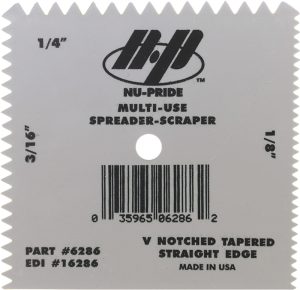 1/4"
NP™
NU-PRIDE
MULTI-USE
SPREADER-SCRAPER
3/16"
1/8"
0 35965 06286 2
PART #6286
EDI #16286
V NOTCHED TAPERED
STRAIGHT EDGE
MADE IN USA